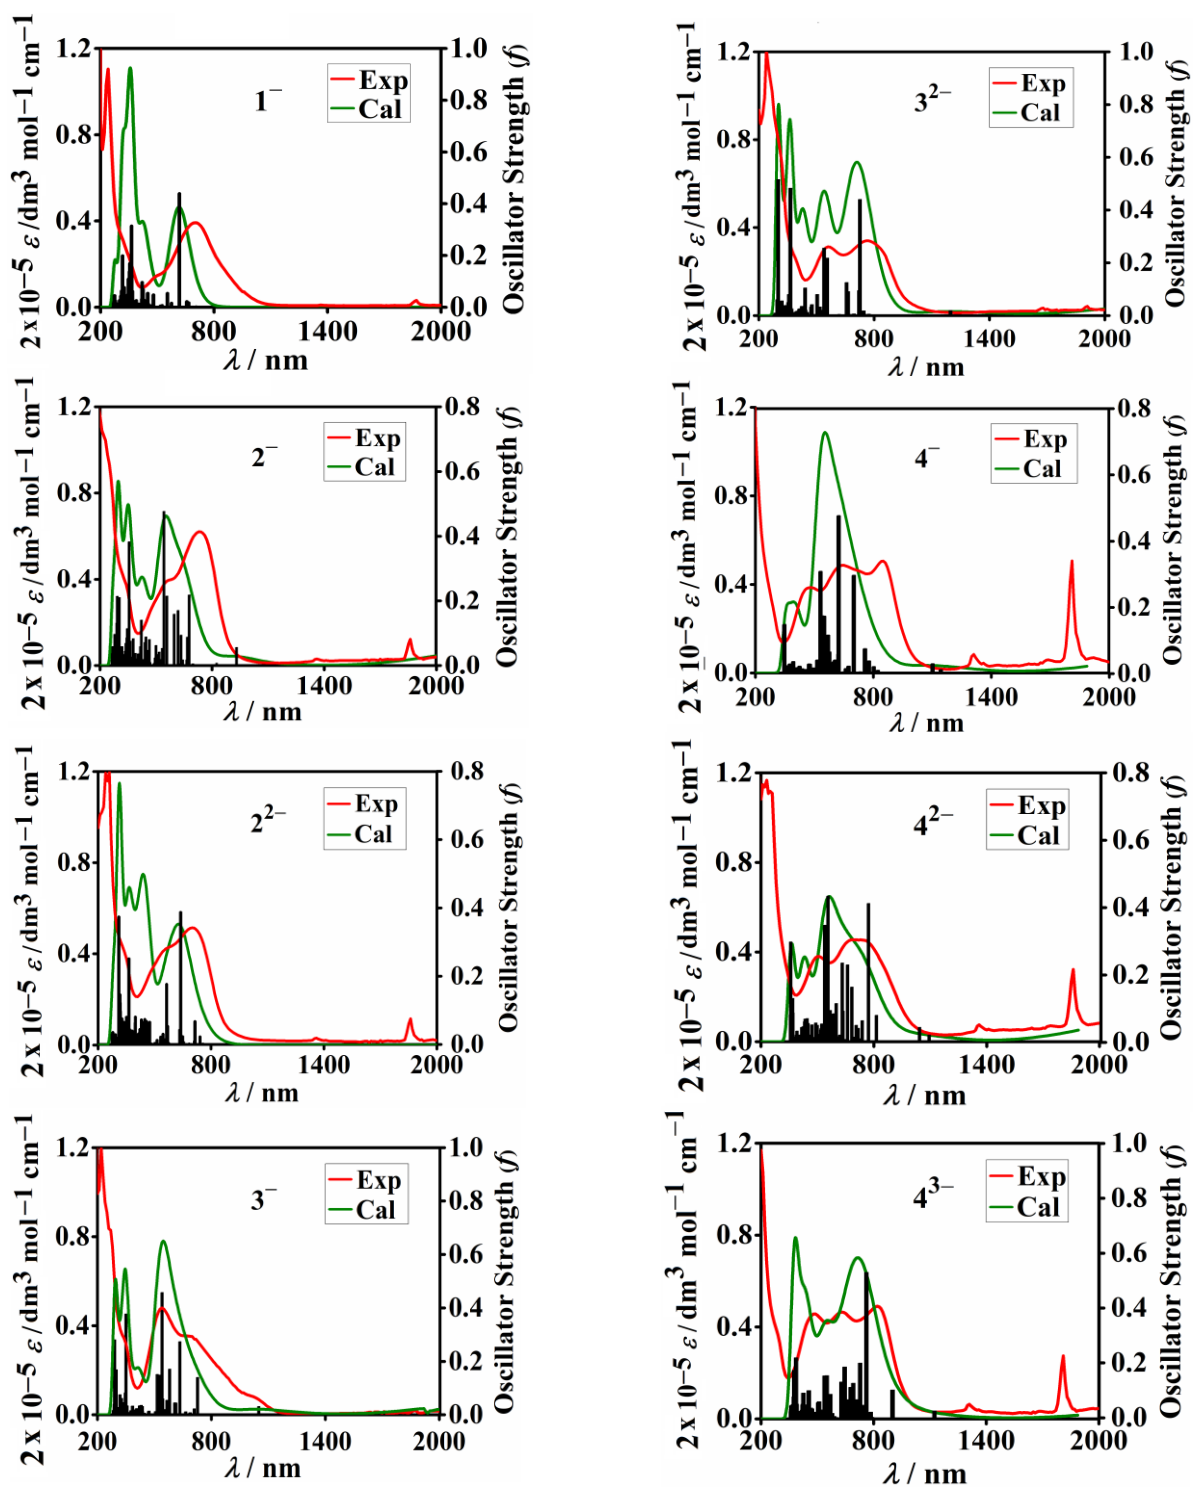 2 x 10⁻⁵ ε / dm³ mol⁻¹ cm⁻¹
1.2
0.8
0.4
0.0
1⁻
Exp
Cal
1.0
0.8
0.6
0.4
0.2
0.0
Oscillator Strength (f)
200 800 1400 2000
λ / nm
2 x 10⁻⁵ ε / dm³ mol⁻¹ cm⁻¹
1.2
0.8
0.4
0.0
3²⁻
Exp
Cal
1.0
0.8
0.6
0.4
0.2
0.0
Oscillator Strength (f)
200 800 1400 2000
λ / nm
2 x 10⁻⁵ ε / dm³ mol⁻¹ cm⁻¹
1.2
0.8
0.4
0.0
2⁻
Exp
Cal
0.8
0.6
0.4
0.2
0.0
Oscillator Strength (f)
200 800 1400 2000
λ / nm
2 x 10⁻⁵ ε / dm³ mol⁻¹ cm⁻¹
1.2
0.8
0.4
0.0
4⁻
Exp
Cal
0.8
0.6
0.4
0.2
0.0
Oscillator Strength (f)
200 800 1400 2000
λ / nm
2 x 10⁻⁵ ε / dm³ mol⁻¹ cm⁻¹
1.2
0.8
0.4
0.0
2²⁻
Exp
Cal
0.8
0.6
0.4
0.2
0.0
Oscillator Strength (f)
200 800 1400 2000
λ / nm
2 x 10⁻⁵ ε / dm³ mol⁻¹ cm⁻¹
1.2
0.8
0.4
0.0
4²⁻
Exp
Cal
0.8
0.6
0.4
0.2
0.0
Oscillator Strength (f)
200 800 1400 2000
λ / nm
2 x 10⁻⁵ ε / dm³ mol⁻¹ cm⁻¹
1.2
0.8
0.4
0.0
3⁻
Exp
Cal
1.0
0.8
0.6
0.4
0.2
0.0
Oscillator Strength (f)
200 800 1400 2000
λ / nm
2 x 10⁻⁵ ε / dm³ mol⁻¹ cm⁻¹
1.2
0.8
0.4
0.0
4³⁻
Exp
Cal
1.0
0.8
0.6
0.4
0.2
0.0
Oscillator Strength (f)
200 800 1400 2000
λ / nm